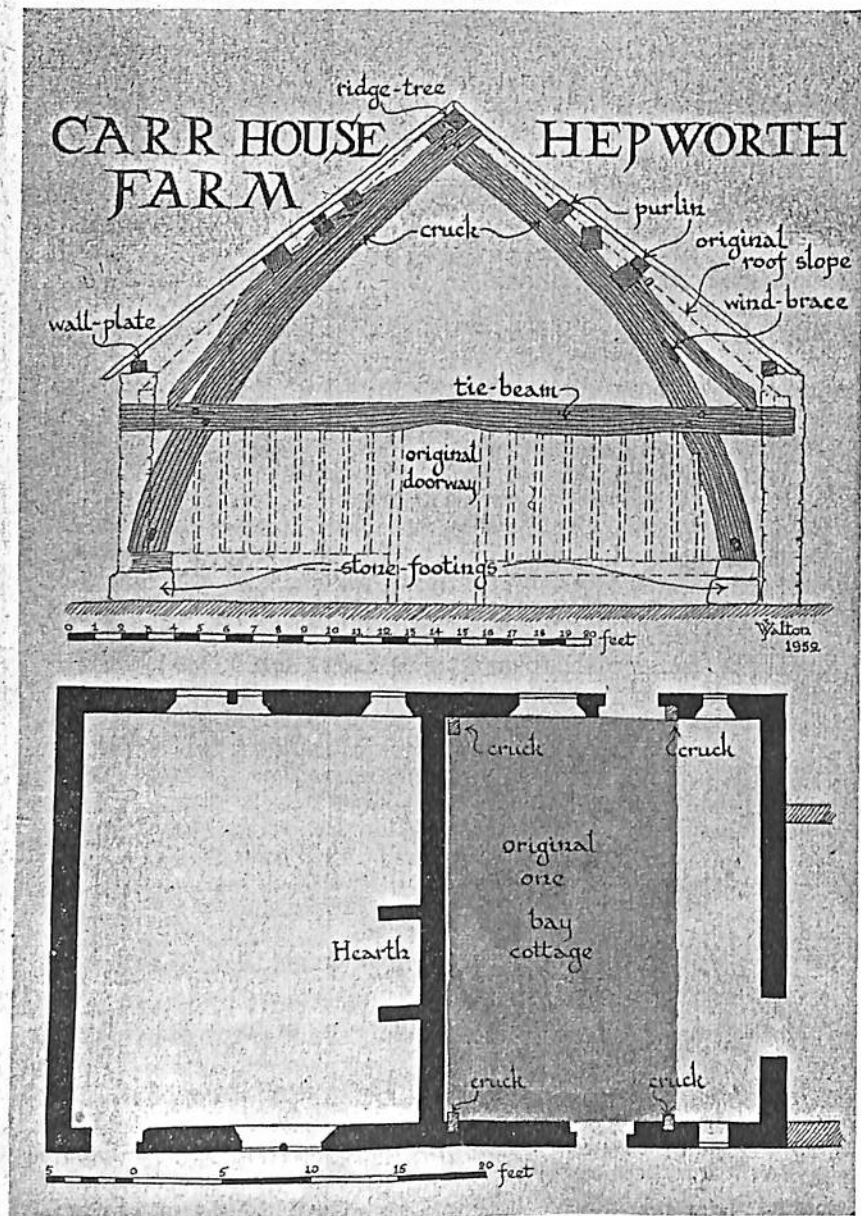 ridge-tree
CARR HOUSE HEPWORTH
FARM
purlin
cruck
original
roof slope
wind-brace
wall-plate
tie-beam
original
doorway
stone-footings
0 1 2 3 4 5 6 7 8 9 10 11 12 13 14 15 16 17 18 19 20 feet
Walton
1952
cruck
cruck
original
one
bay
cottage
Hearth
cruck
cruck
5 0 5 10 15 20 feet